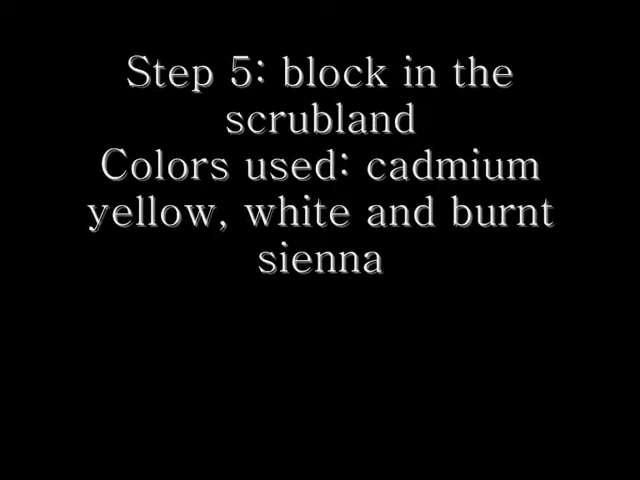 Step 5: block in the
scrubland
Colors used: cadmium
yellow, white and burnt
sienna